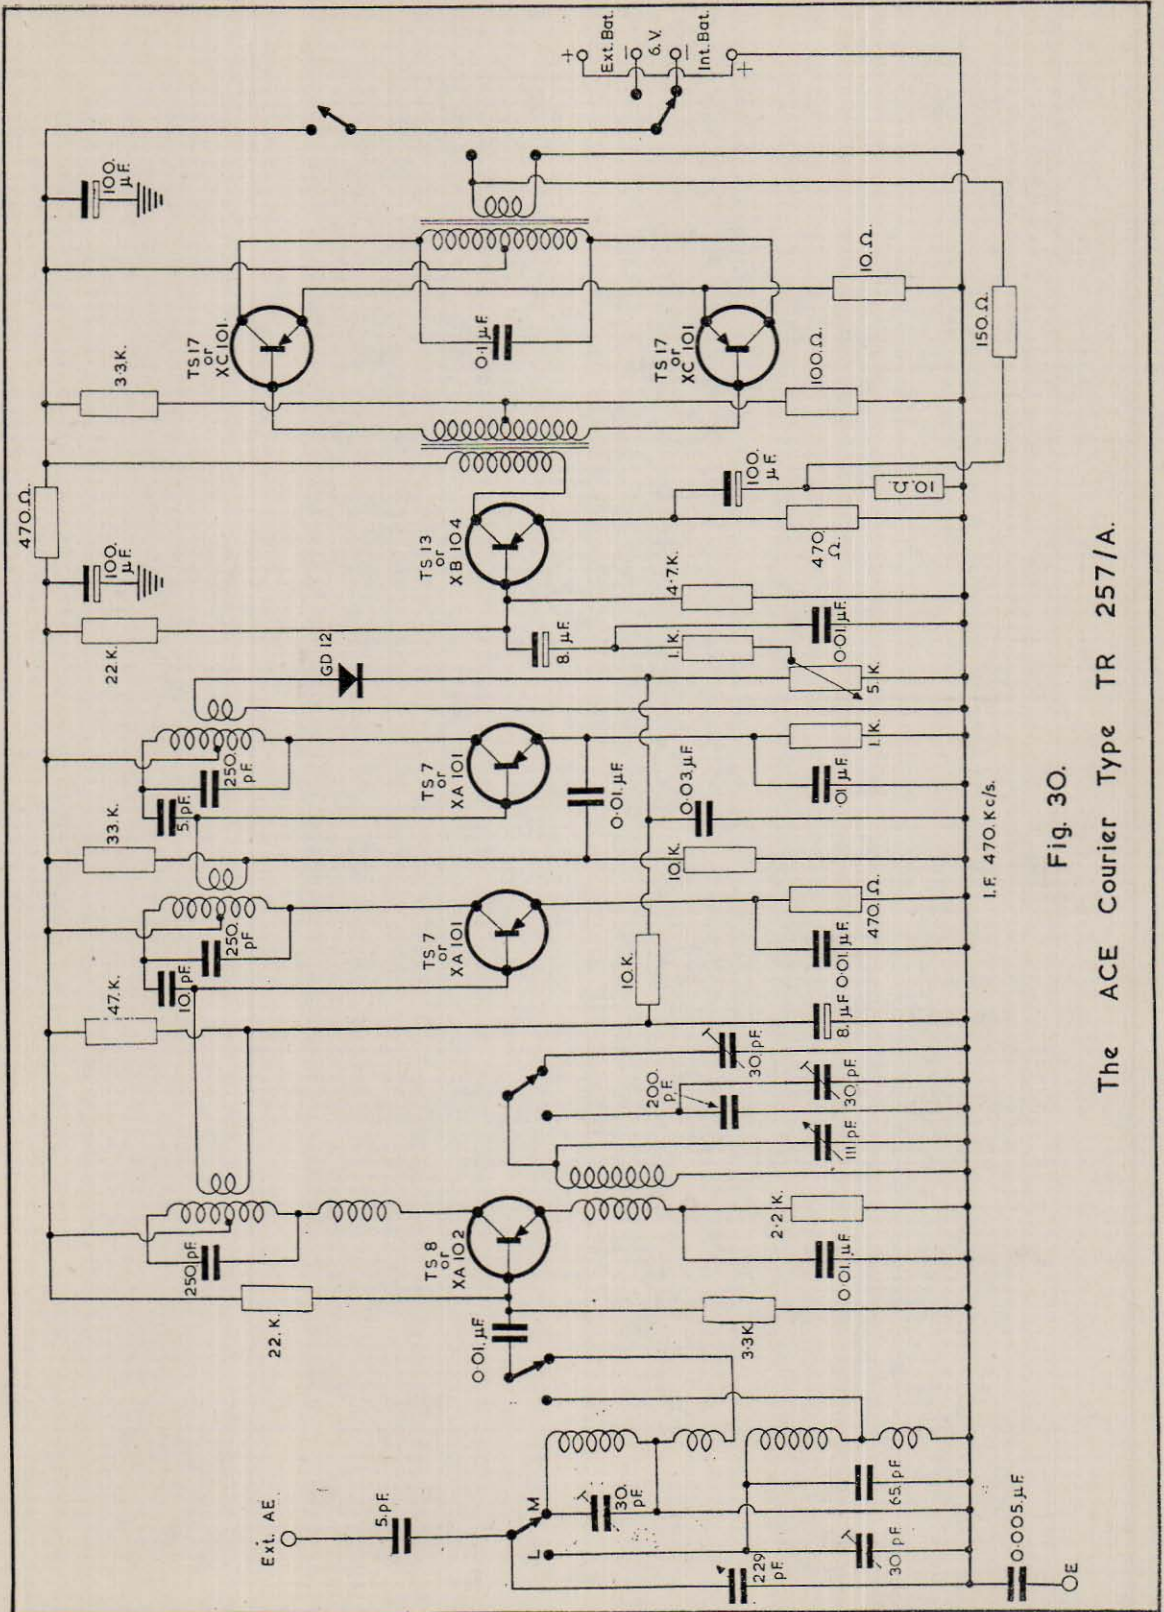 Ext. AE.
5.pF.
L
M
30. pF.
229 pF.
30.pF.
65.pF
0·005.µF.
E
0·01.µF.
22.K.
3·3K.
TS 8
or
XA 102
250.pF.
2·2.K.
0·01.µF.
111.pF.
200. p.F.
30.pF.
30.pF.
47.K.
10.pF.
250. pF
TS 7
or
XA 101
10.K.
8.µF
0·01.µF.
470.Ω.
33.K.
5.pF.
250. pF.
TS 7
or
XA 101
0·01.µF.
0·03.µF.
10.K.
·01.µF.
1.K.
GD 12
22.K.
100. µF.
470.Ω.
8. µF.
4·7.K.
1.K.
0·01.µF.
5.K.
TS 13
or
XB 104
100. µF.
470 Ω.
10.Ω
3·3.K.
TS 17
or
XC 101.
0·1.µF.
TS 17
or
XC 101
100.Ω.
10.Ω.
150.Ω.
100. µF.
+
Ext. Bat.
−
6.V.
−
Int. Bat.
+
I.F. 470.Kc/s.
Fig. 30.
The ACE Courier Type TR 257/A.